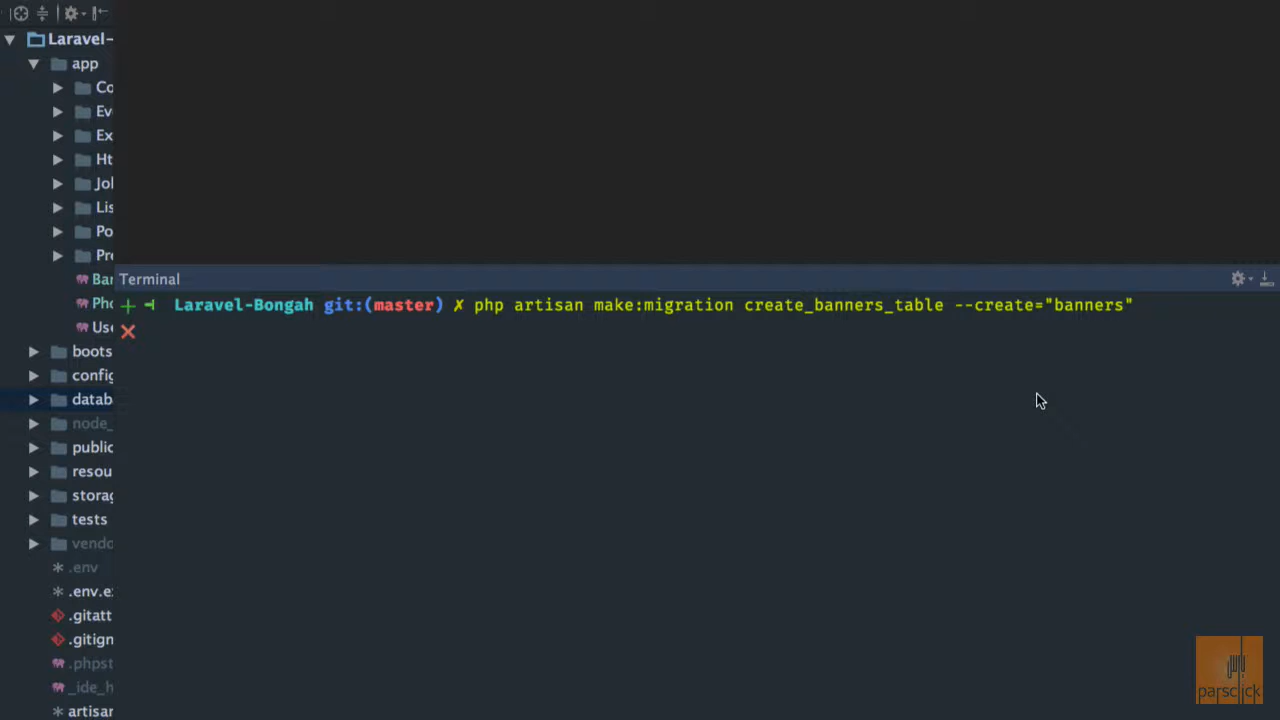 Laravel-
app
Co
Ev
Ex
Ht
Jol
Lis
Po
Pr
Bar
Pho
Use
boots
config
datab
node_
public
resou
storag
tests
vendo
.env
.env.e
.gitatt
.gitign
.phpst
_ide_h
artisan
Terminal
Laravel-Bongah git:(master) ✗ php artisan make:migration create_banners_table --create="banners"
parsclick